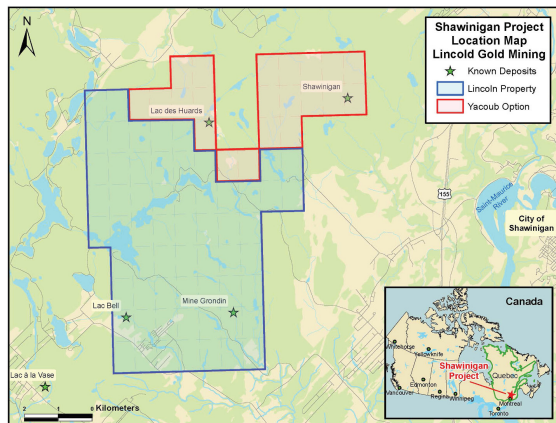 N
Shawinigan Project
Location Map
Lincold Gold Mining
Known Deposits
Lincoln Property
Yacoub Option
Shawinigan
Lac des Huards
155
Saint-Maurice
River
City of
Shawinigan
Lac Bell
Mine Grondin
Lac à la Vase
2 1 0 Kilometers
Canada
Whitehorse
Yellowknife
Edmonton
Vancouver
Regina
Winnipeg
Quebec
Shawinigan
Project
Montreal
Toronto